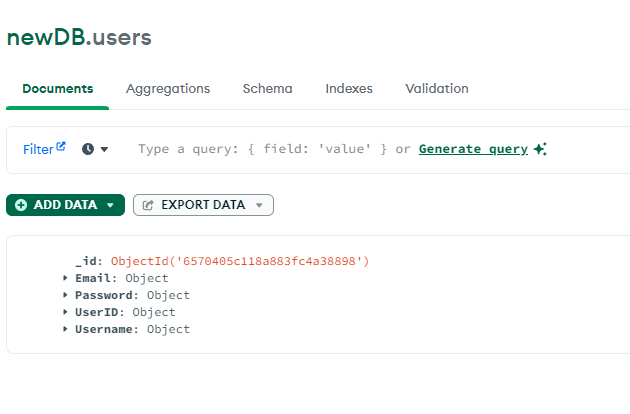 newDB.users
Documents Aggregations Schema Indexes Validation
Filter Type a query: { field: 'value' } or Generate query
ADD DATA EXPORT DATA
_id: ObjectId('6570405c118a883fc4a38898')
Email: Object
Password: Object
UserID: Object
Username: Object